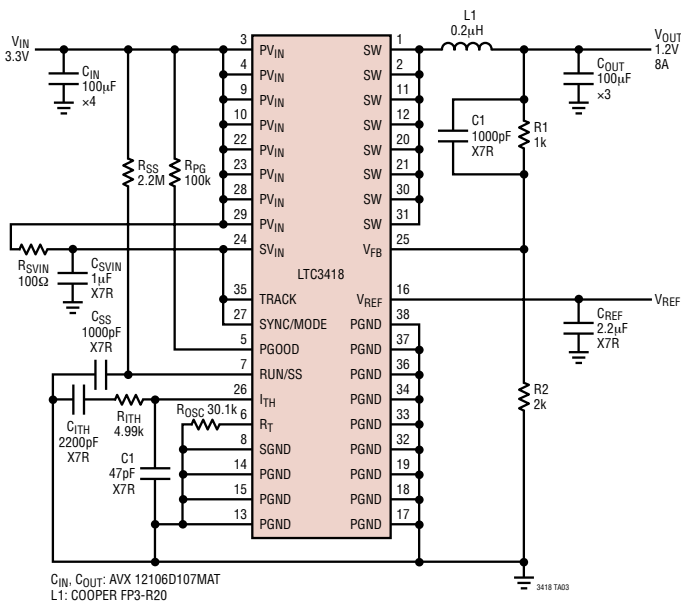 L1
0.2µH
VIN
3.3V
VOUT
1.2V
8A
CIN
100µF
×4
COUT
100µF
×3
RSS
2.2M
RPG
100k
C1
1000pF
X7R
R1
1k
3 PVIN SW 1
4 PVIN SW 2
9 PVIN SW 11
10 PVIN SW 12
22 PVIN SW 20
23 PVIN SW 21
28 PVIN SW 30
29 PVIN SW 31
24 SVIN VFB 25
LTC3418
35 TRACK VREF 16
27 SYNC/MODE PGND 38
5 PGOOD PGND 37
7 RUN/SS PGND 36
26 ITH PGND 34
6 RT PGND 33
8 SGND PGND 32
14 PGND PGND 19
15 PGND PGND 18
13 PGND PGND 17
RSVIN
100Ω
CSVIN
1µF
X7R
CSS
1000pF
X7R
VREF
CREF
2.2µF
X7R
CITH
2200pF
X7R
RITH
4.99k
ROSC 30.1k
C1
47pF
X7R
R2
2k
CIN, COUT: AVX 12106D107MAT
L1: COOPER FP3-R20
3418 TA03